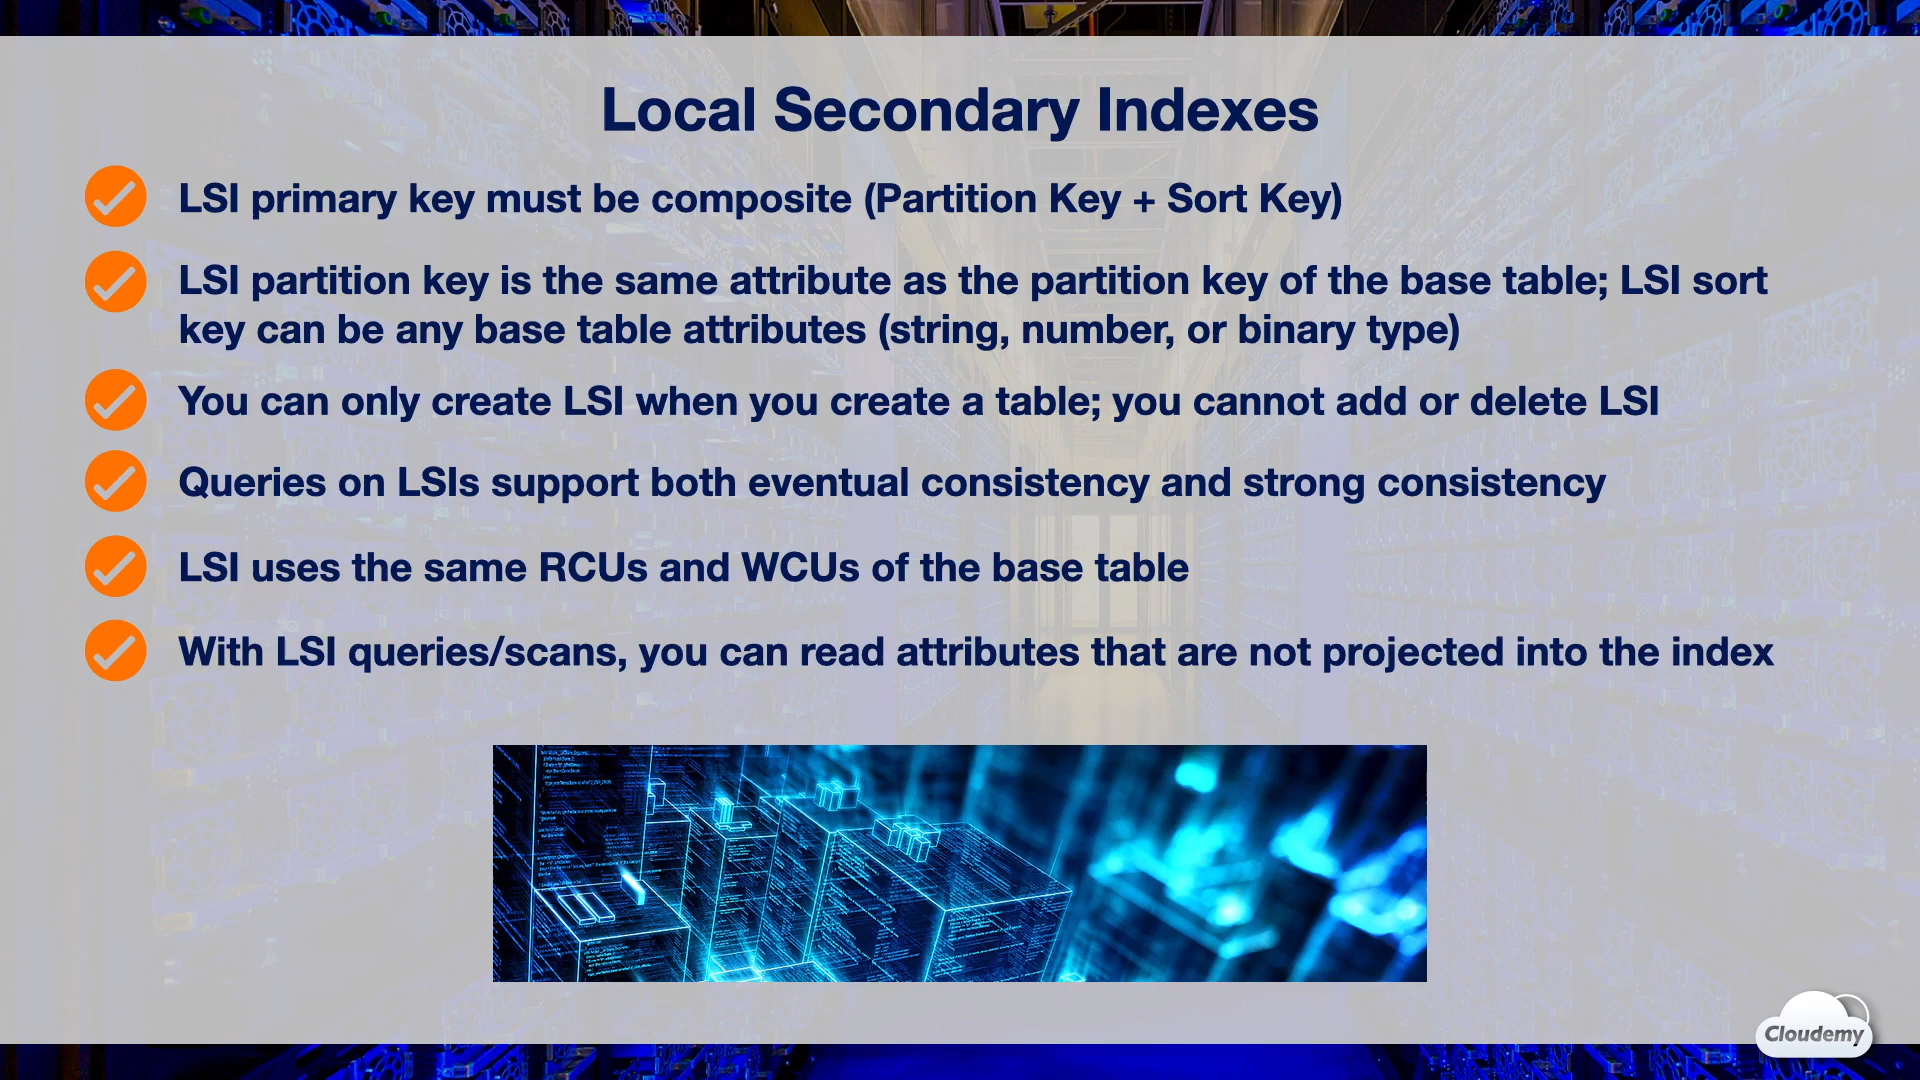 Local Secondary Indexes
LSI primary key must be composite (Partition Key + Sort Key)
LSI partition key is the same attribute as the partition key of the base table; LSI sort
key can be any base table attributes (string, number, or binary type)
You can only create LSI when you create a table; you cannot add or delete LSI
Queries on LSIs support both eventual consistency and strong consistency
LSI uses the same RCUs and WCUs of the base table
With LSI queries/scans, you can read attributes that are not projected into the index
Cloudemy